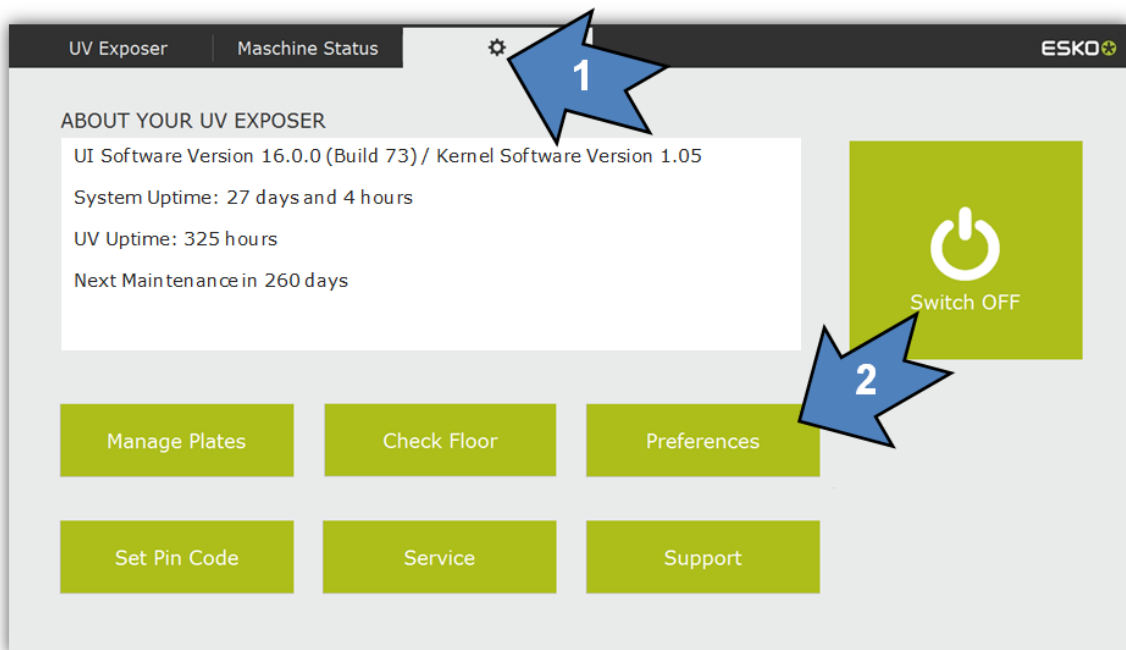 UV Exposer
Maschine Status
ESKO
1
ABOUT YOUR UV EXPOSER
UI Software Version 16.0.0 (Build 73) / Kernel Software Version 1.05
System Uptime: 27 days and 4 hours
UV Uptime: 325 hours
Next Maintenance in 260 days
Switch OFF
2
Manage Plates
Check Floor
Preferences
Set Pin Code
Service
Support